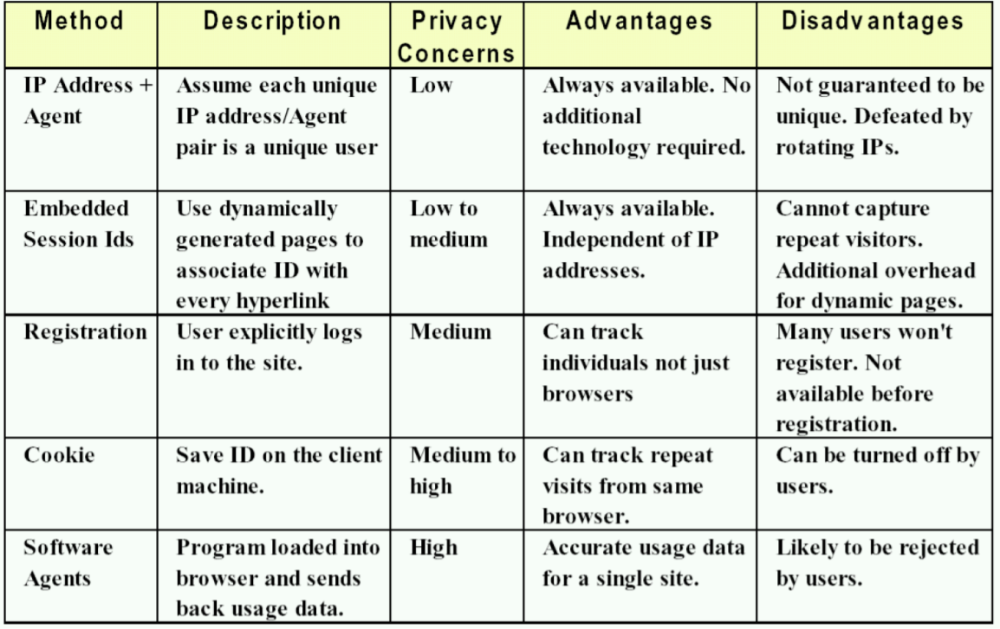 Method
Description
Privacy
Concerns
Advantages
Disadvantages
IP Address +
Agent
Assume each unique
IP address/Agent
pair is a unique user
Low
Always available. No
additional
technology required.
Not guaranteed to be
unique. Defeated by
rotating IPs.
Embedded
Session Ids
Use dynamically
generated pages to
associate ID with
every hyperlink
Low to
medium
Always available.
Independent of IP
addresses.
Cannot capture
repeat visitors.
Additional overhead
for dynamic pages.
Registration
User explicitly logs
in to the site.
Medium
Can track
individuals not just
browsers
Many users won't
register. Not
available before
registration.
Cookie
Save ID on the client
machine.
Medium to
high
Can track repeat
visits from same
browser.
Can be turned off by
users.
Software
Agents
Program loaded into
browser and sends
back usage data.
High
Accurate usage data
for a single site.
Likely to be rejected
by users.